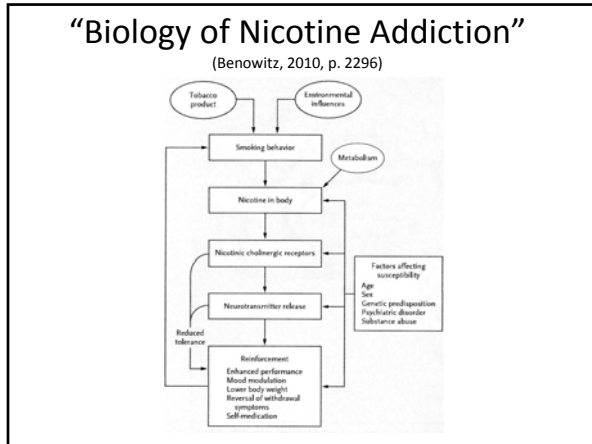 “Biology of Nicotine Addiction”
(Benowitz, 2010, p. 2296)
Tobacco
product
Environmental
influences
Smoking behavior
Metabolism
Nicotine in body
Nicotinic cholinergic receptors
Factors affecting
susceptibility
Age
Sex
Genetic predisposition
Psychiatric disorder
Substance abuse
Neurotransmitter release
Reduced
tolerance
Reinforcement
Enhanced performance
Mood modulation
Lower body weight
Reversal of withdrawal
symptoms
Self-medication